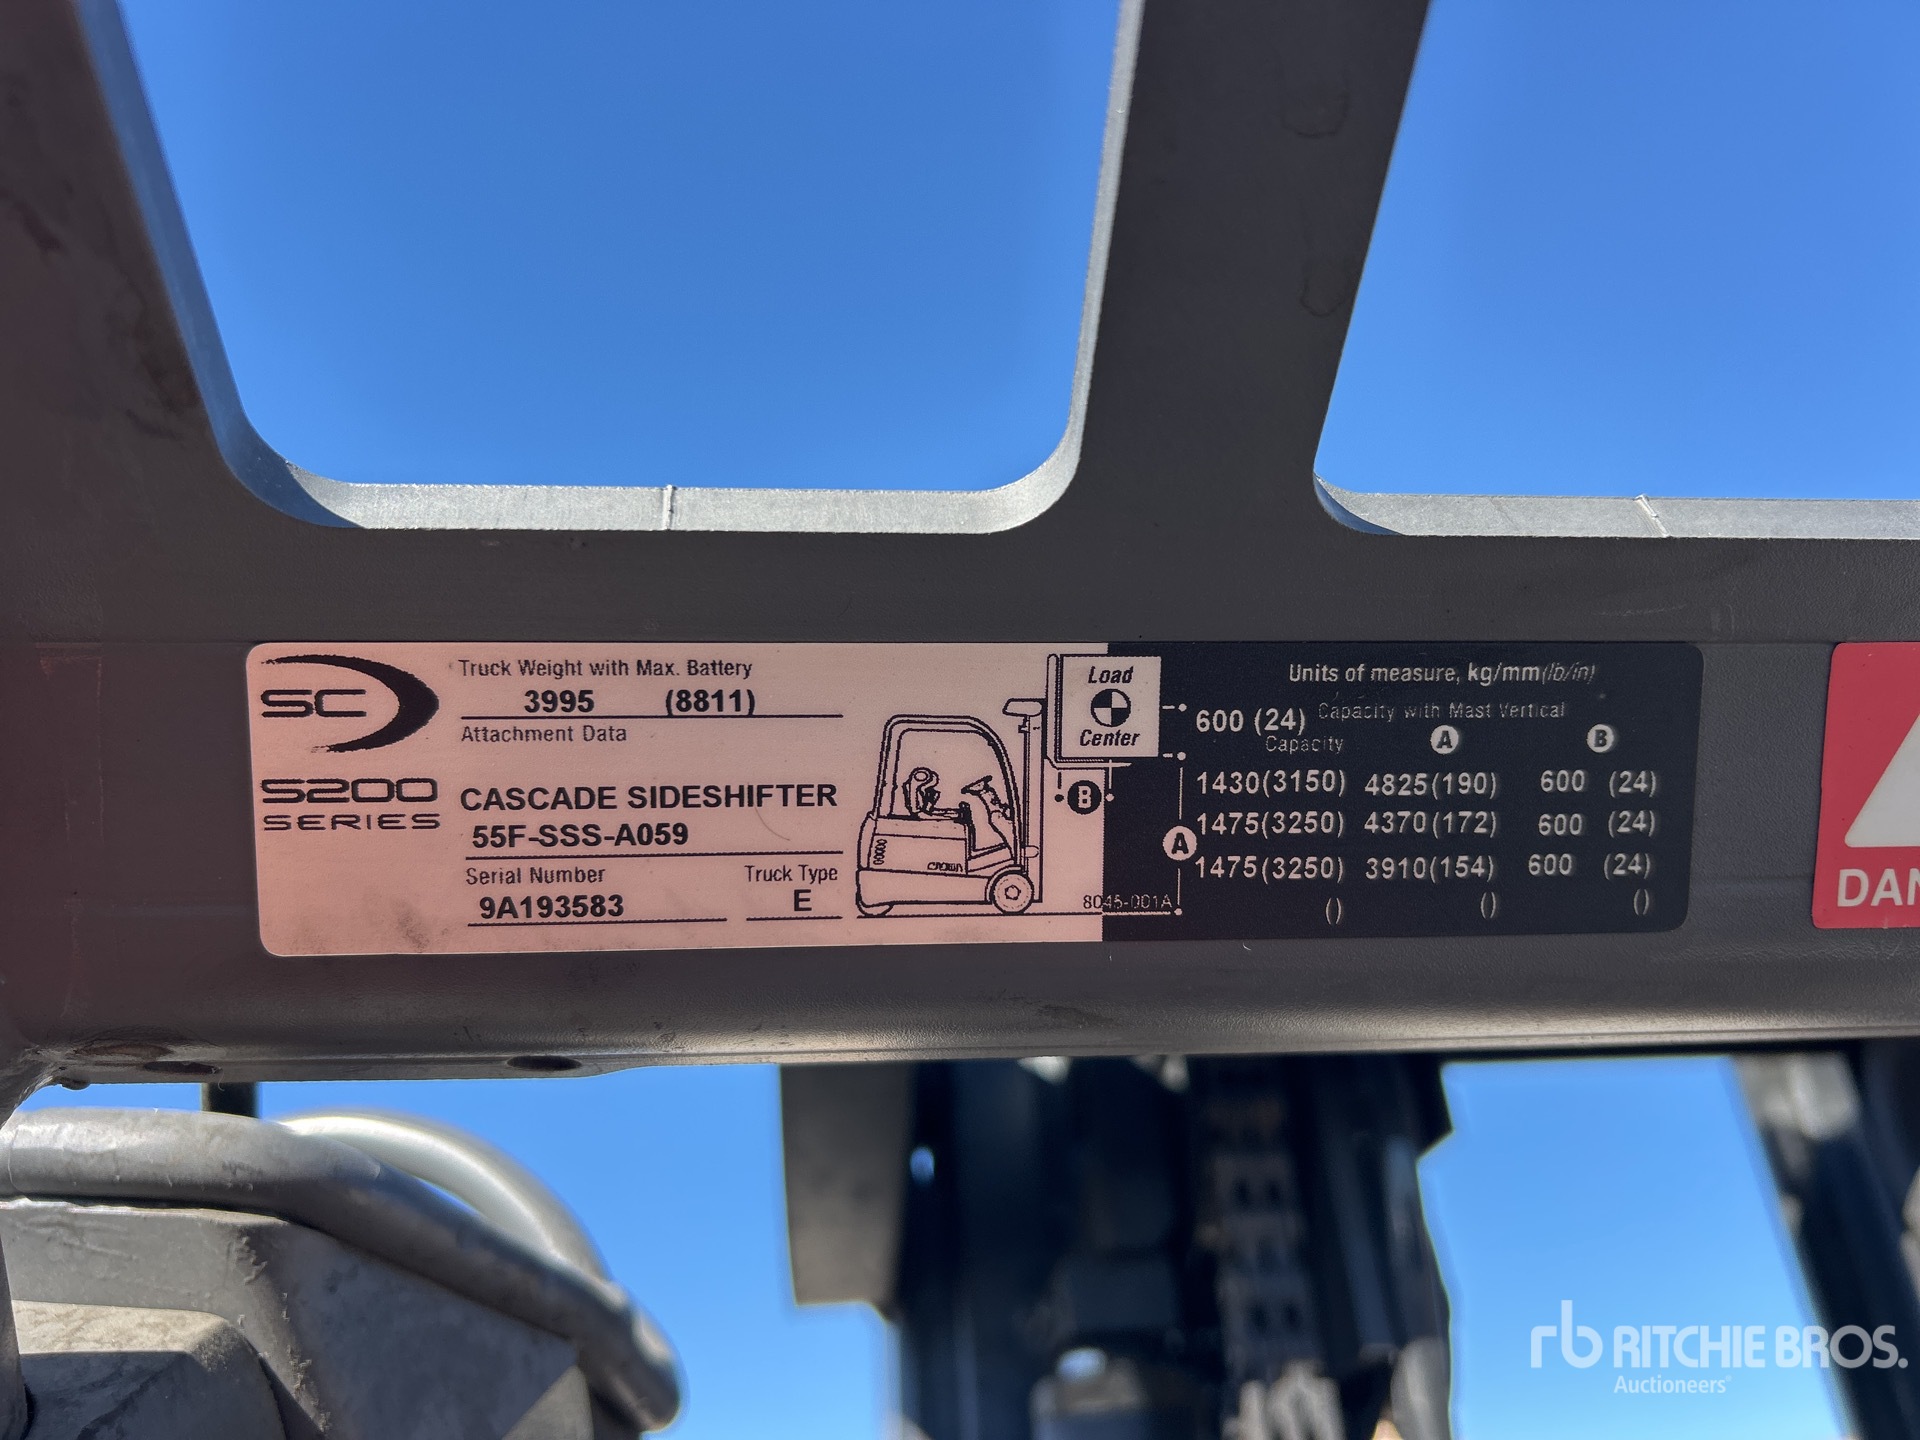 SC
5200
SERIES
Truck Weight with Max. Battery
3995 (8811)
Attachment Data
CASCADE SIDESHIFTER
55F-SSS-A059
Serial Number Truck Type
9A193583 E
CROWN
Load
Center
B
A
8045-001A
Units of measure, kg/mm(lb/in)
600 (24) Capacity with Mast Vertical
Capacity A B
1430(3150) 4825(190) 600 (24)
1475(3250) 4370(172) 600 (24)
1475(3250) 3910(154) 600 (24)
() () ()
DAN
rb RITCHIE BROS.
Auctioneers